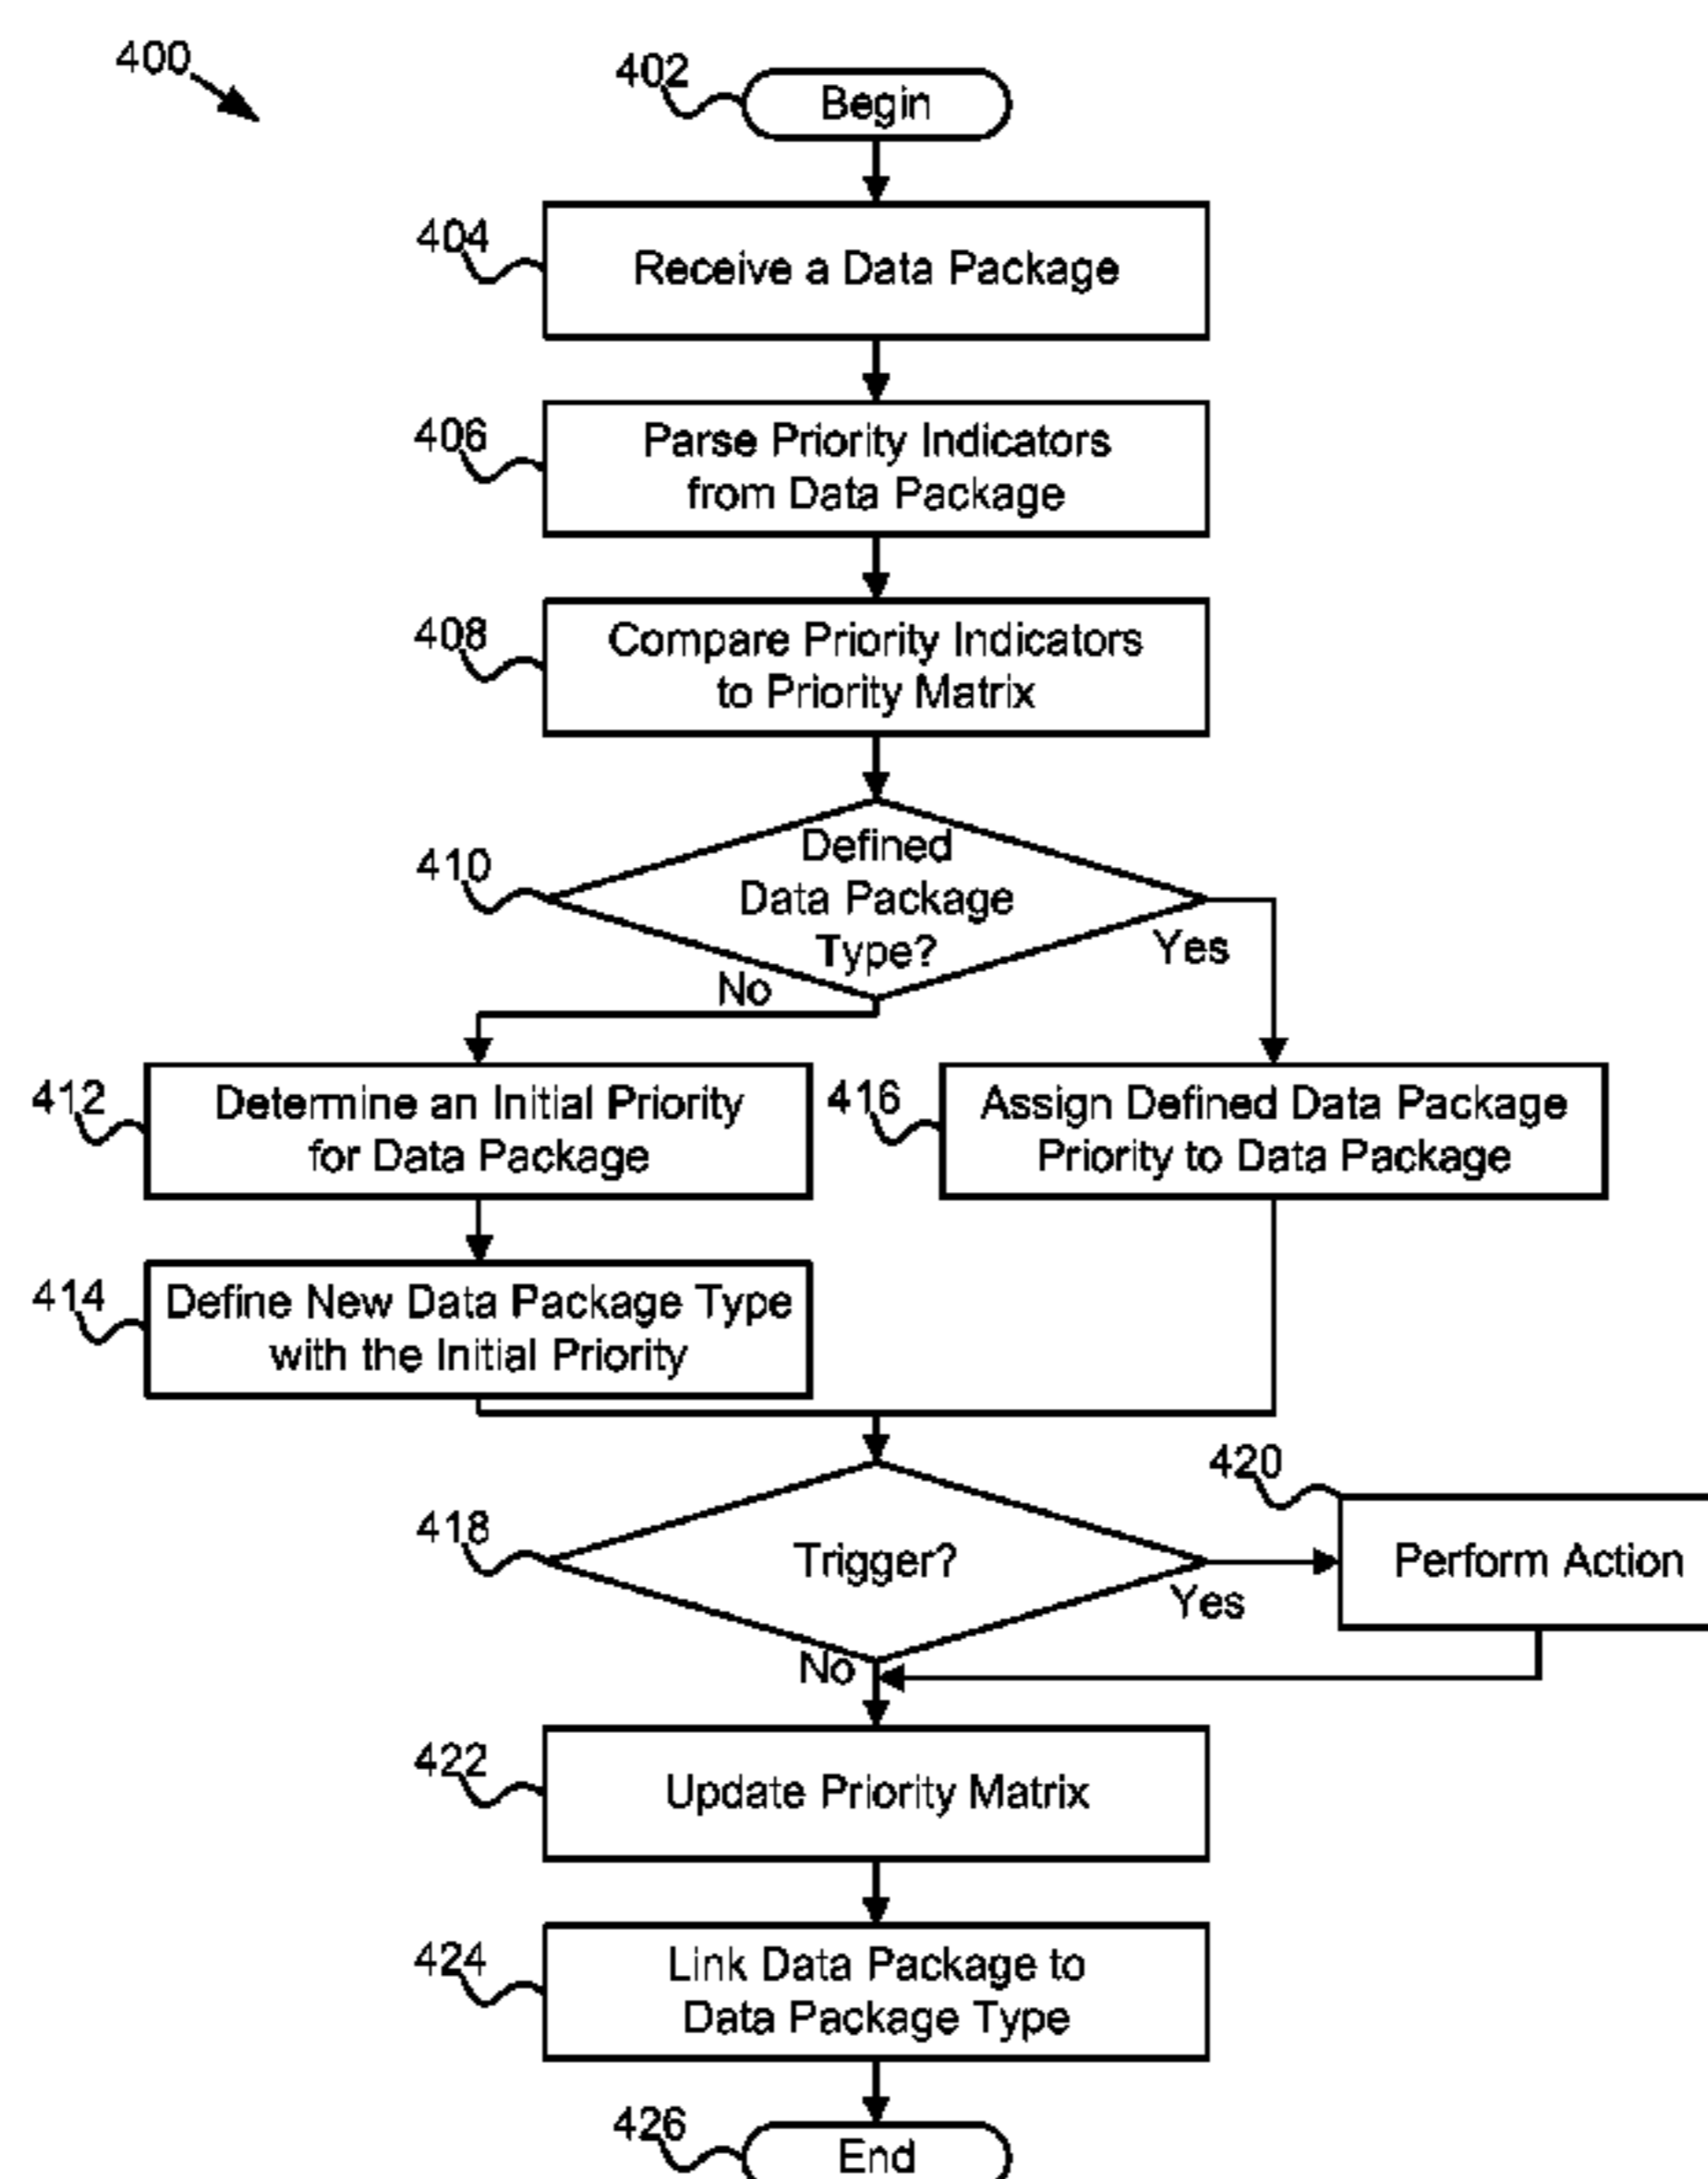 400
402
Begin
404
Receive a Data Package
406
Parse Priority Indicators
from Data Package
408
Compare Priority Indicators
to Priority Matrix
410
Defined
Data Package
Type?
Yes
No
412
Determine an Initial Priority
for Data Package
416
Assign Defined Data Package
Priority to Data Package
414
Define New Data Package Type
with the Initial Priority
418
Trigger?
Yes
No
420
Perform Action
422
Update Priority Matrix
424
Link Data Package to
Data Package Type
426
End